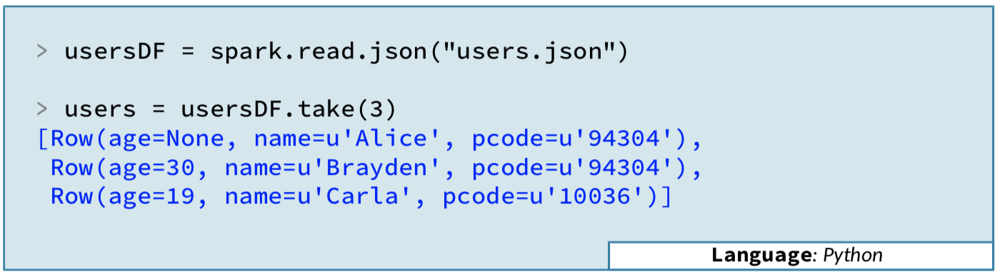 > usersDF = spark.read.json("users.json")
> users = usersDF.take(3)
[Row(age=None, name=u'Alice', pcode=u'94304'),
Row(age=30, name=u'Brayden', pcode=u'94304'),
Row(age=19, name=u'Carla', pcode=u'10036')]
Language: Python